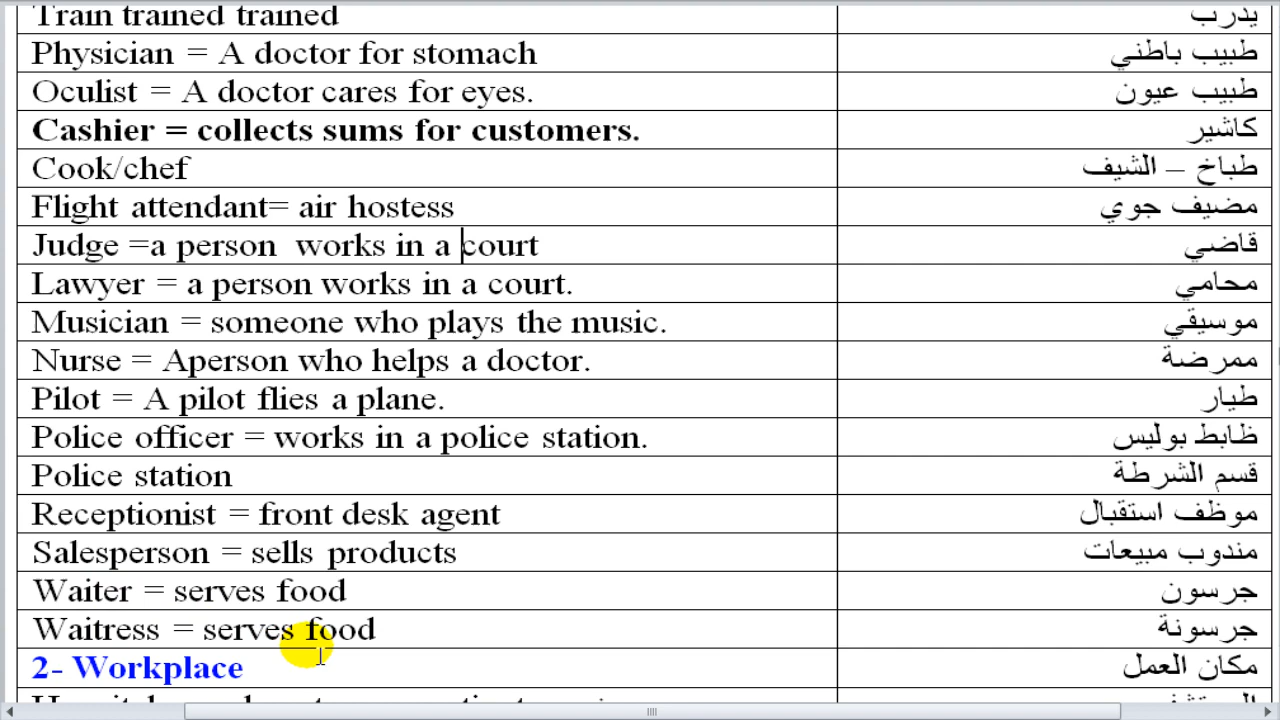 Train trained trained يدرب
Physician = A doctor for stomach طبيب باطني
Oculist = A doctor cares for eyes. طبيب عيون
Cashier = collects sums for customers. كاشير
Cook/chef طباخ – الشيف
Flight attendant= air hostess مضيف جوي
Judge =a person works in a court قاضي
Lawyer = a person works in a court. محامي
Musician = someone who plays the music. موسيقي
Nurse = Aperson who helps a doctor. ممرضة
Pilot = A pilot flies a plane. طيار
Police officer = works in a police station. ظابط بوليس
Police station قسم الشرطة
Receptionist = front desk agent موظف استقبال
Salesperson = sells products مندوب مبيعات
Waiter = serves food جرسون
Waitress = serves food جرسونة
2- Workplace مكان العمل